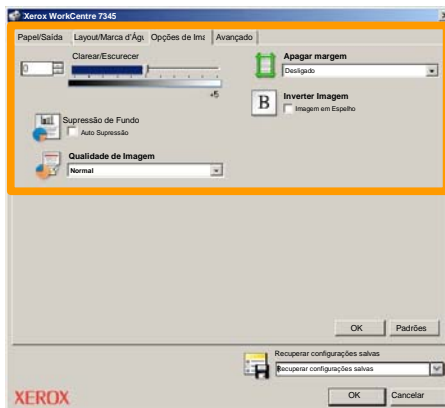 Xerox WorkCentre 7345
Papel/Saída Layout/Marca d'Águ Opções de Ima Avançado
Clarear/Escurecer
0
+5
Apagar margem
Desligado
B
Inverter Imagem
Imagem em Espelho
Supressão de Fundo
Auto Supressão
Qualidade de Imagem
Normal
OK Padrões
Recuperar configurações salvas
Recuperar configurações salvas
XEROX
OK Cancelar